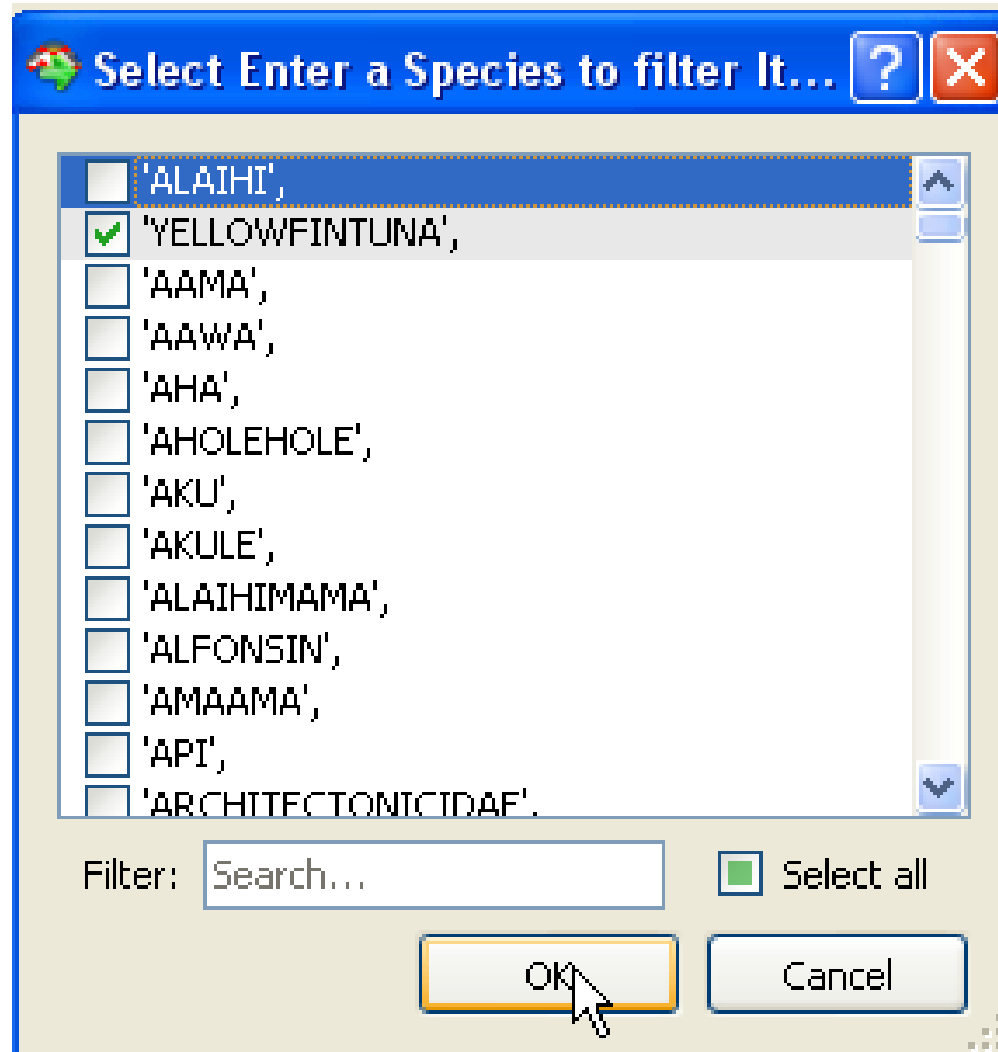 Select Enter a Species to filter It...
'ALAIHI',
'YELLOWFINTUNA',
'AAMA',
'AAWA',
'AHA',
'AHOLEHOLE',
'AKU',
'AKULE',
'ALAIHIMAMA',
'ALFONSIN',
'AMAAMA',
'API',
'ARCHITECTONICIDAE',
Filter: Search... Select all
OK Cancel